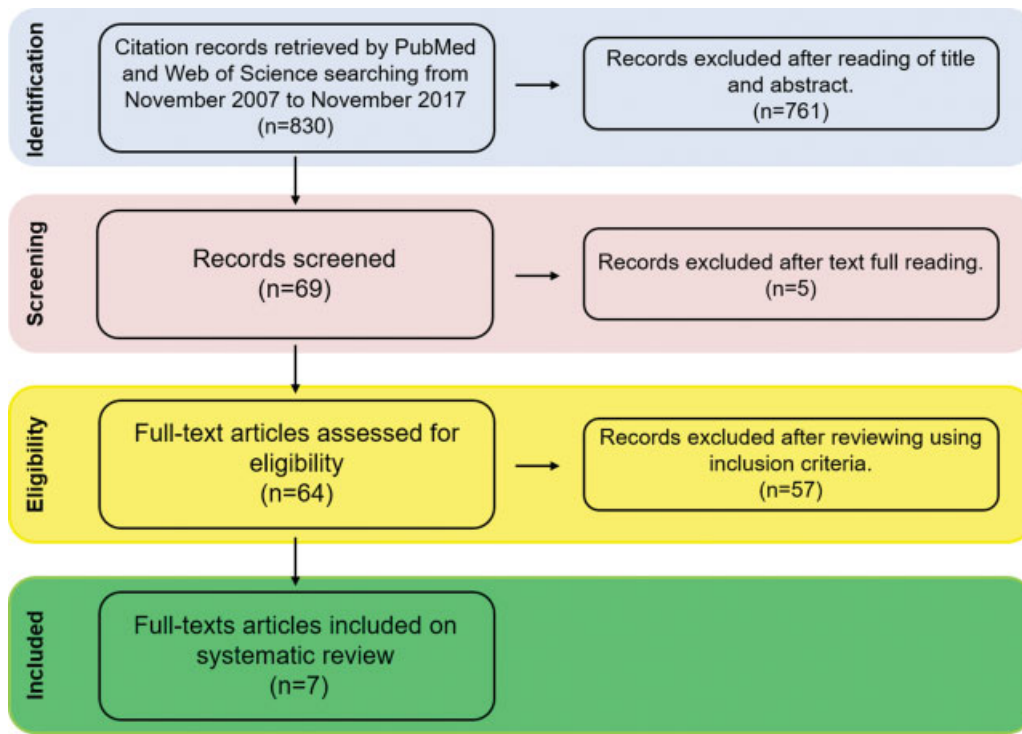 Identification
Citation records retrieved by PubMed
and Web of Science searching from
November 2007 to November 2017
(n=830)
Records excluded after reading of title
and abstract.
(n=761)
Screening
Records screened
(n=69)
Records excluded after text full reading.
(n=5)
Eligibility
Full-text articles assessed for
eligibility
(n=64)
Records excluded after reviewing using
inclusion criteria.
(n=57)
Included
Full-texts articles included on
systematic review
(n=7)